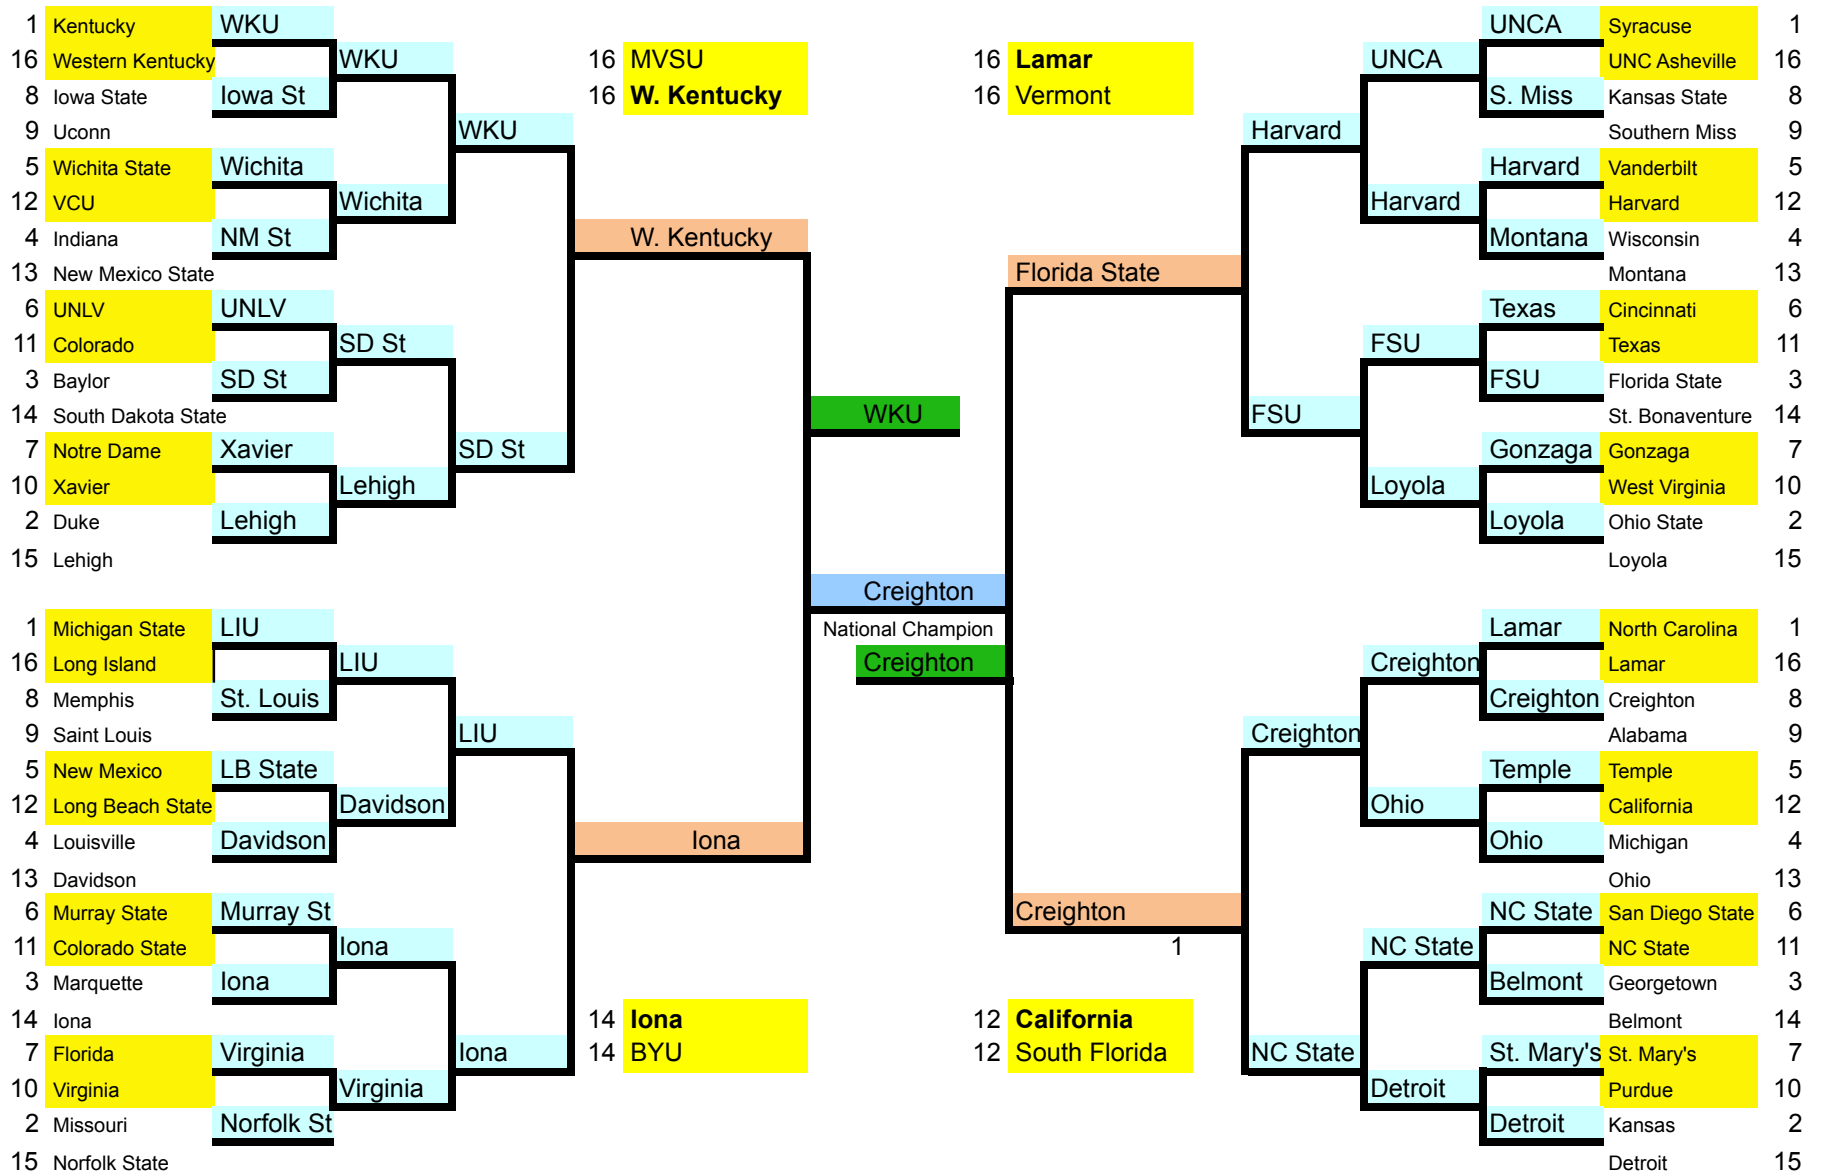 1 Kentucky WKU
16 Western Kentucky WKU
8 Iowa State Iowa St
9 Uconn WKU
5 Wichita State Wichita
12 VCU Wichita
4 Indiana NM St W. Kentucky
13 New Mexico State
6 UNLV UNLV
11 Colorado SD St
3 Baylor SD St
14 South Dakota State WKU
7 Notre Dame Xavier SD St
10 Xavier Lehigh
2 Duke Lehigh
15 Lehigh
16 MVSU
16 W. Kentucky
16 Lamar
16 Vermont
UNCA Syracuse 1
UNCA UNC Asheville 16
S. Miss Kansas State 8
Harvard Southern Miss 9
Harvard Vanderbilt 5
Harvard Harvard 12
Montana Wisconsin 4
Florida State Montana 13
Texas Cincinnati 6
FSU Texas 11
FSU Florida State 3
FSU St. Bonaventure 14
Gonzaga Gonzaga 7
Loyola West Virginia 10
Loyola Ohio State 2
Loyola 15
Creighton
National Champion
Creighton
1 Michigan State LIU
16 Long Island LIU
8 Memphis St. Louis
9 Saint Louis LIU
5 New Mexico LB State
12 Long Beach State Davidson
4 Louisville Davidson Iona
13 Davidson
6 Murray State Murray St
11 Colorado State Iona
3 Marquette Iona
14 Iona
7 Florida Virginia Iona
10 Virginia Virginia
2 Missouri Norfolk St
15 Norfolk State
14 Iona
14 BYU
12 California
12 South Florida
Lamar North Carolina 1
Creighton Lamar 16
Creighton Creighton 8
Creighton Alabama 9
Temple Temple 5
Ohio California 12
Ohio Michigan 4
Ohio 13
Creighton NC State San Diego State 6
1 NC State NC State 11
Belmont Georgetown 3
Belmont 14
NC State St. Mary's St. Mary's 7
Detroit Purdue 10
Detroit Kansas 2
Detroit 15